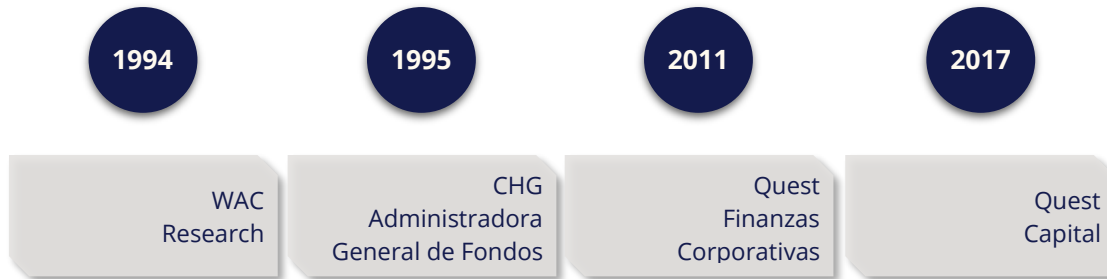 1994
1995
2011
2017
WAC
Research
CHG
Administradora
General de Fondos
Quest
Finanzas
Corporativas
Quest
Capital